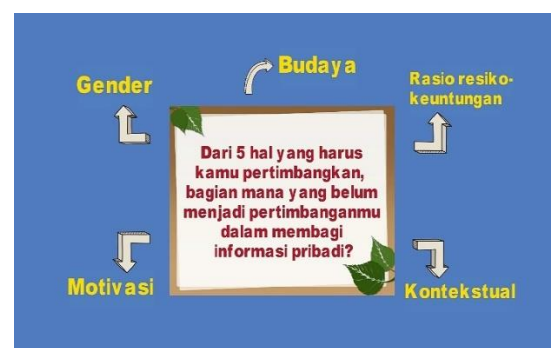 Budaya
Gender
Rasio resiko-
keuntungan
Dari 5 hal yang harus
kamu pertimbangkan,
bagian mana yang belum
menjadi pertimbanganmu
dalam membagi
informasi pribadi?
Motivasi
Kontekstual